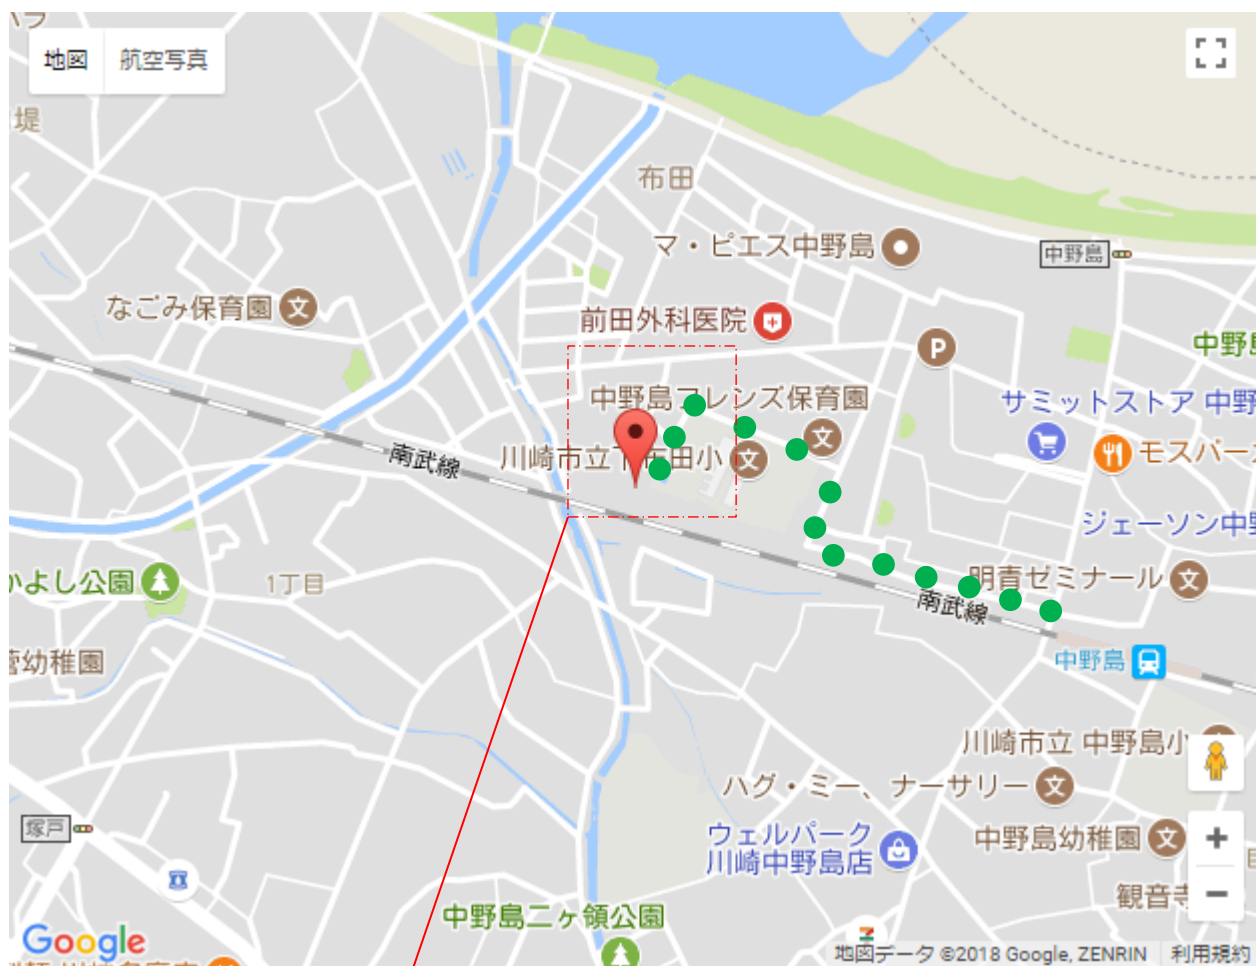 地図
航空写真
堤
布田
マ・ピエス中野島
中野島
なごみ保育園
前田外科医院
P
中野島
サミットストア 中野
中野島フレンズ保育園
モスバー
南武線
川崎市立下布田小
ジェーソン中野
かよし公園
1丁目
明青ゼミナール
南武線
菅幼稚園
中野島
川崎市立 中野島小
ハグ・ミー、ナーサリー
塚戸
ウェルパーク
川崎中野島店
中野島幼稚園
観音寺
中野島二ヶ領公園
Google
地図データ ©2018 Google, ZENRIN
利用規約